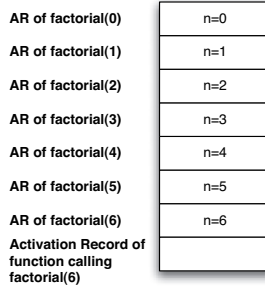 AR of factorial(0) n=0
AR of factorial(1) n=1
AR of factorial(2) n=2
AR of factorial(3) n=3
AR of factorial(4) n=4
AR of factorial(5) n=5
AR of factorial(6) n=6
Activation Record of
function calling
factorial(6)